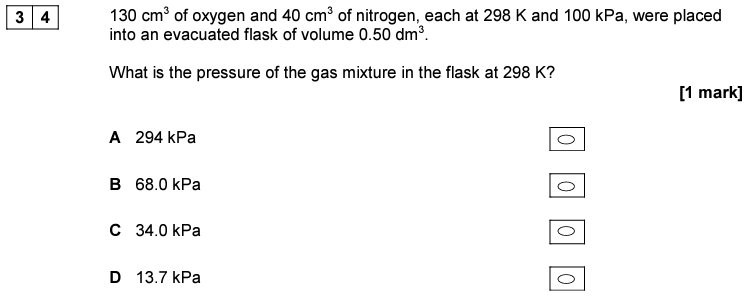 3 4 130 cm³ of oxygen and 40 cm³ of nitrogen, each at 298 K and 100 kPa, were placed
into an evacuated flask of volume 0.50 dm³.
What is the pressure of the gas mixture in the flask at 298 K?
[1 mark]
A 294 kPa
B 68.0 kPa
C 34.0 kPa
D 13.7 kPa